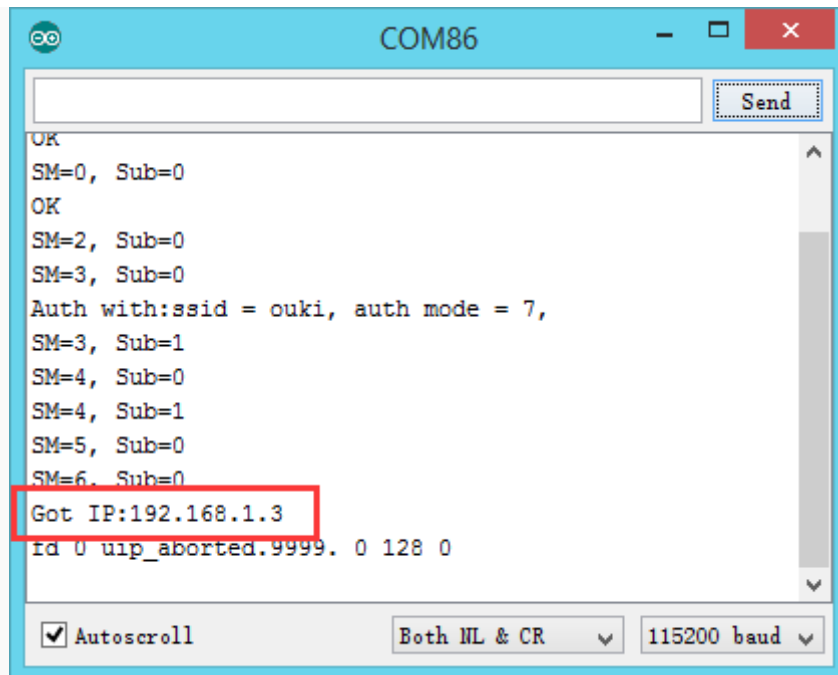 COM86
Send
OK
SM=0, Sub=0
OK
SM=2, Sub=0
SM=3, Sub=0
Auth with:ssid = ouki, auth mode = 7,
SM=3, Sub=1
SM=4, Sub=0
SM=4, Sub=1
SM=5, Sub=0
SM=6, Sub=0
Got IP:192.168.1.3
fd 0 uip_aborted.9999. 0 128 0
Autoscroll
Both NL & CR
115200 baud